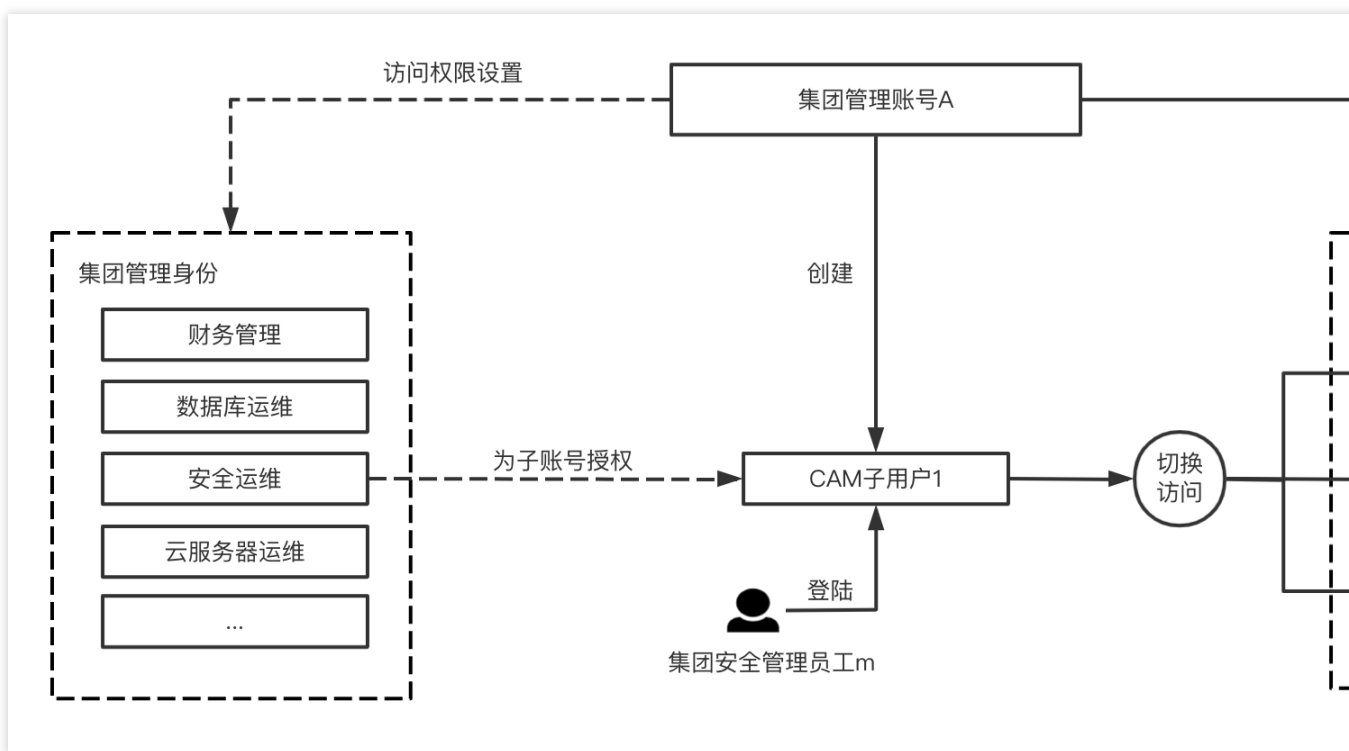 访问权限设置
集团管理账号A
集团管理身份
创建
财务管理
数据库运维
安全运维
为子账号授权
CAM子用户1
切换
访问
云服务器运维
登陆
...
集团安全管理员工m